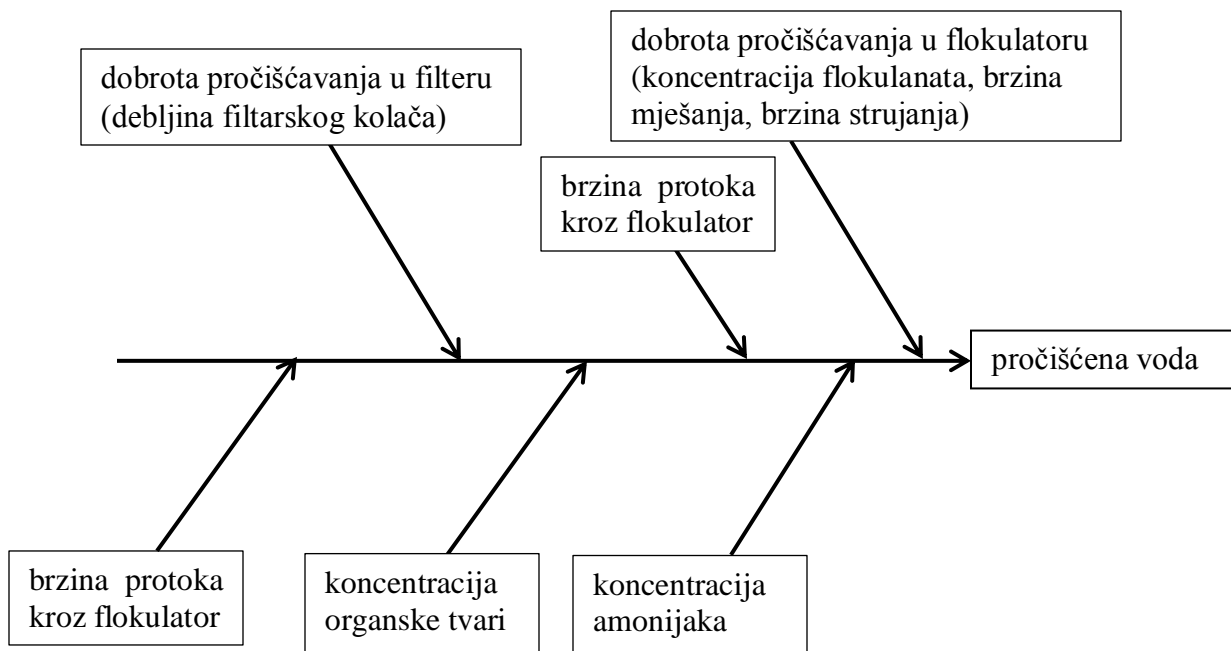 dobrota pročišćavanja u filteru
(debljina filtarskog kolača)
dobrota pročišćavanja u flokulatoru
(koncentracija flokulanata, brzina
mješanja, brzina strujanja)
brzina protoka
kroz flokulator
pročišćena voda
brzina protoka
kroz flokulator
koncentracija
organske tvari
koncentracija
amonijaka